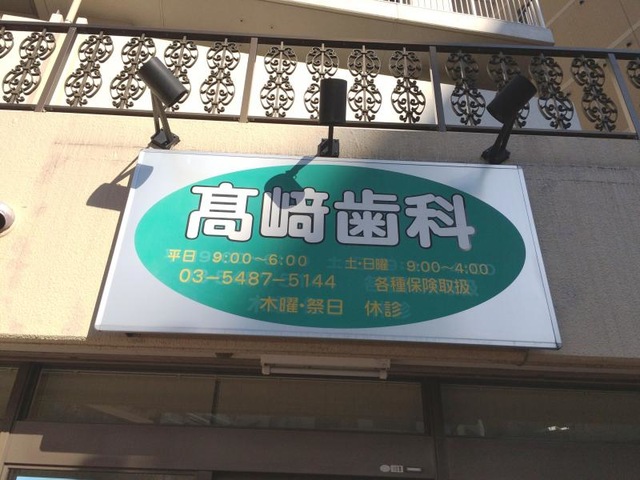 髙﨑歯科
平日 9:00～6:00 土・日曜 9:00～4:00
03-5487-5144 各種保険取扱
木曜・祭日 休診